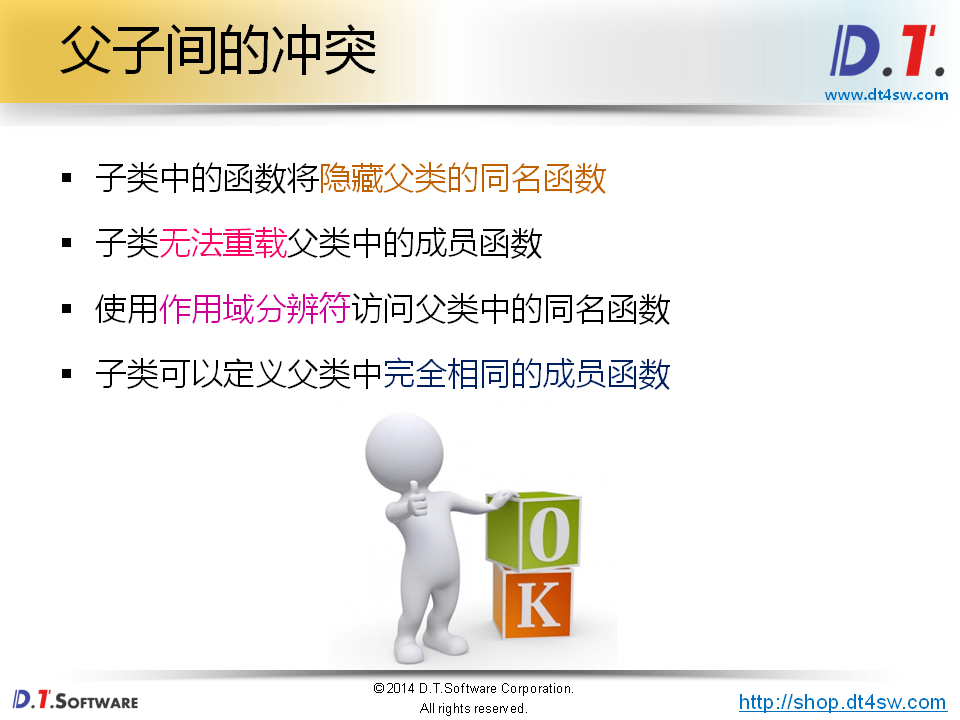 父子间的冲突
D.T.
www.dt4sw.com
▪ 子类中的函数将隐藏父类的同名函数
▪ 子类无法重载父类中的成员函数
▪ 使用作用域分辨符访问父类中的同名函数
▪ 子类可以定义父类中完全相同的成员函数
O
K
D.T.SOFTWARE
©2014 D.T.Software Corporation.
All rights reserved.
http://shop.dt4sw.com